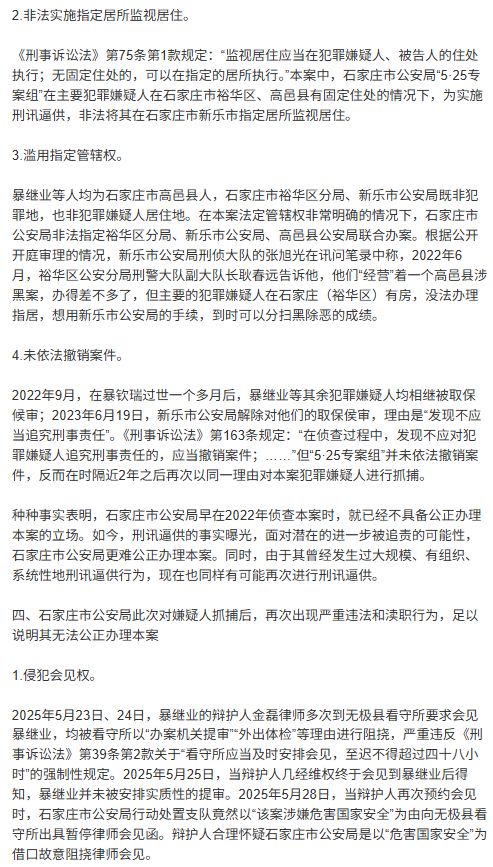 2.非法实施指定居所监视居住。
《刑事诉讼法》第75条第1款规定：“监视居住应当在犯罪嫌疑人、被告人的住处
执行；无固定住处的，可以在指定的居所执行。”本案中，石家庄市公安局“5·25专
案组”在主要犯罪嫌疑人在石家庄市裕华区、高邑县有固定住处的情况下，为实施
刑讯逼供，非法将其在石家庄市新乐市指定居所监视居住。
3.滥用指定管辖权。
暴继业等人均为石家庄市高邑县人，石家庄市裕华区分局、新乐市公安局既非犯
罪地，也非犯罪嫌疑人居住地。在本案法定管辖权非常明确的情况下，石家庄市
公安局非法指定裕华区分局、新乐市公安局、高邑县公安局联合办案。根据公开
开庭审理的情况，新乐市公安局刑侦大队的张旭光在讯问笔录中称，2022年6
月，裕华区公安分局刑警大队副大队长耿春远告诉他，他们“经营”着一个高邑县涉
黑案，办得差不多了，但主要的犯罪嫌疑人在石家庄（裕华区）有房，没法办理
指居，想用新乐市公安局的手续，到时可以分扫黑除恶的成绩。
4.未依法撤销案件。
2022年9月，在暴钦瑞过世一个多月后，暴继业等其余犯罪嫌疑人均相继被取保
候审；2023年6月19日，新乐市公安局解除对他们的取保侯审，理由是“发现不应
当追究刑事责任”。《刑事诉讼法》第163条规定：“在侦查过程中，发现不应对犯
罪嫌疑人追究刑事责任的，应当撤销案件；……”但“5·25专案组”并未依法撤销案
件，反而在时隔近2年之后再次以同一理由对本案犯罪嫌疑人进行抓捕。
种种事实表明，石家庄市公安局早在2022年侦查本案时，就已经不具备公正办理
本案的立场。如今，刑讯逼供的事实曝光，面对潜在的进一步被追责的可能性，
石家庄市公安局更难公正办理本案。同时，由于其曾经发生过大规模、有组织、
系统性地刑讯逼供行为，现在也同样有可能再次进行刑讯逼供。
四、石家庄市公安局此次对嫌疑人抓捕后，再次出现严重违法和渎职行为，足以
说明其无法公正办理本案
1.侵犯会见权。
2025年5月23日、24日，暴继业的辩护人金磊律师多次到无极县看守所要求会见
暴继业，均被看守所以“办案机关提审”“外出体检”等理由进行阻挠，严重违反《刑
事诉讼法》第39条第2款关于“看守所应当及时安排会见，至迟不得超过四十八小
时”的强制性规定。2025年5月25日，当辩护人几经维权终于会见到暴继业后得
知，暴继业并未被安排实质性的提审。2025年5月28日，当辩护人再次预约会见
时，石家庄市公安局行动处置支队竟然以“该案涉嫌危害国家安全”为由向无极县看
守所出具暂停律师会见函。辩护人合理怀疑石家庄市公安局是以“危害国家安全”为
借口故意阻挠律师会见。